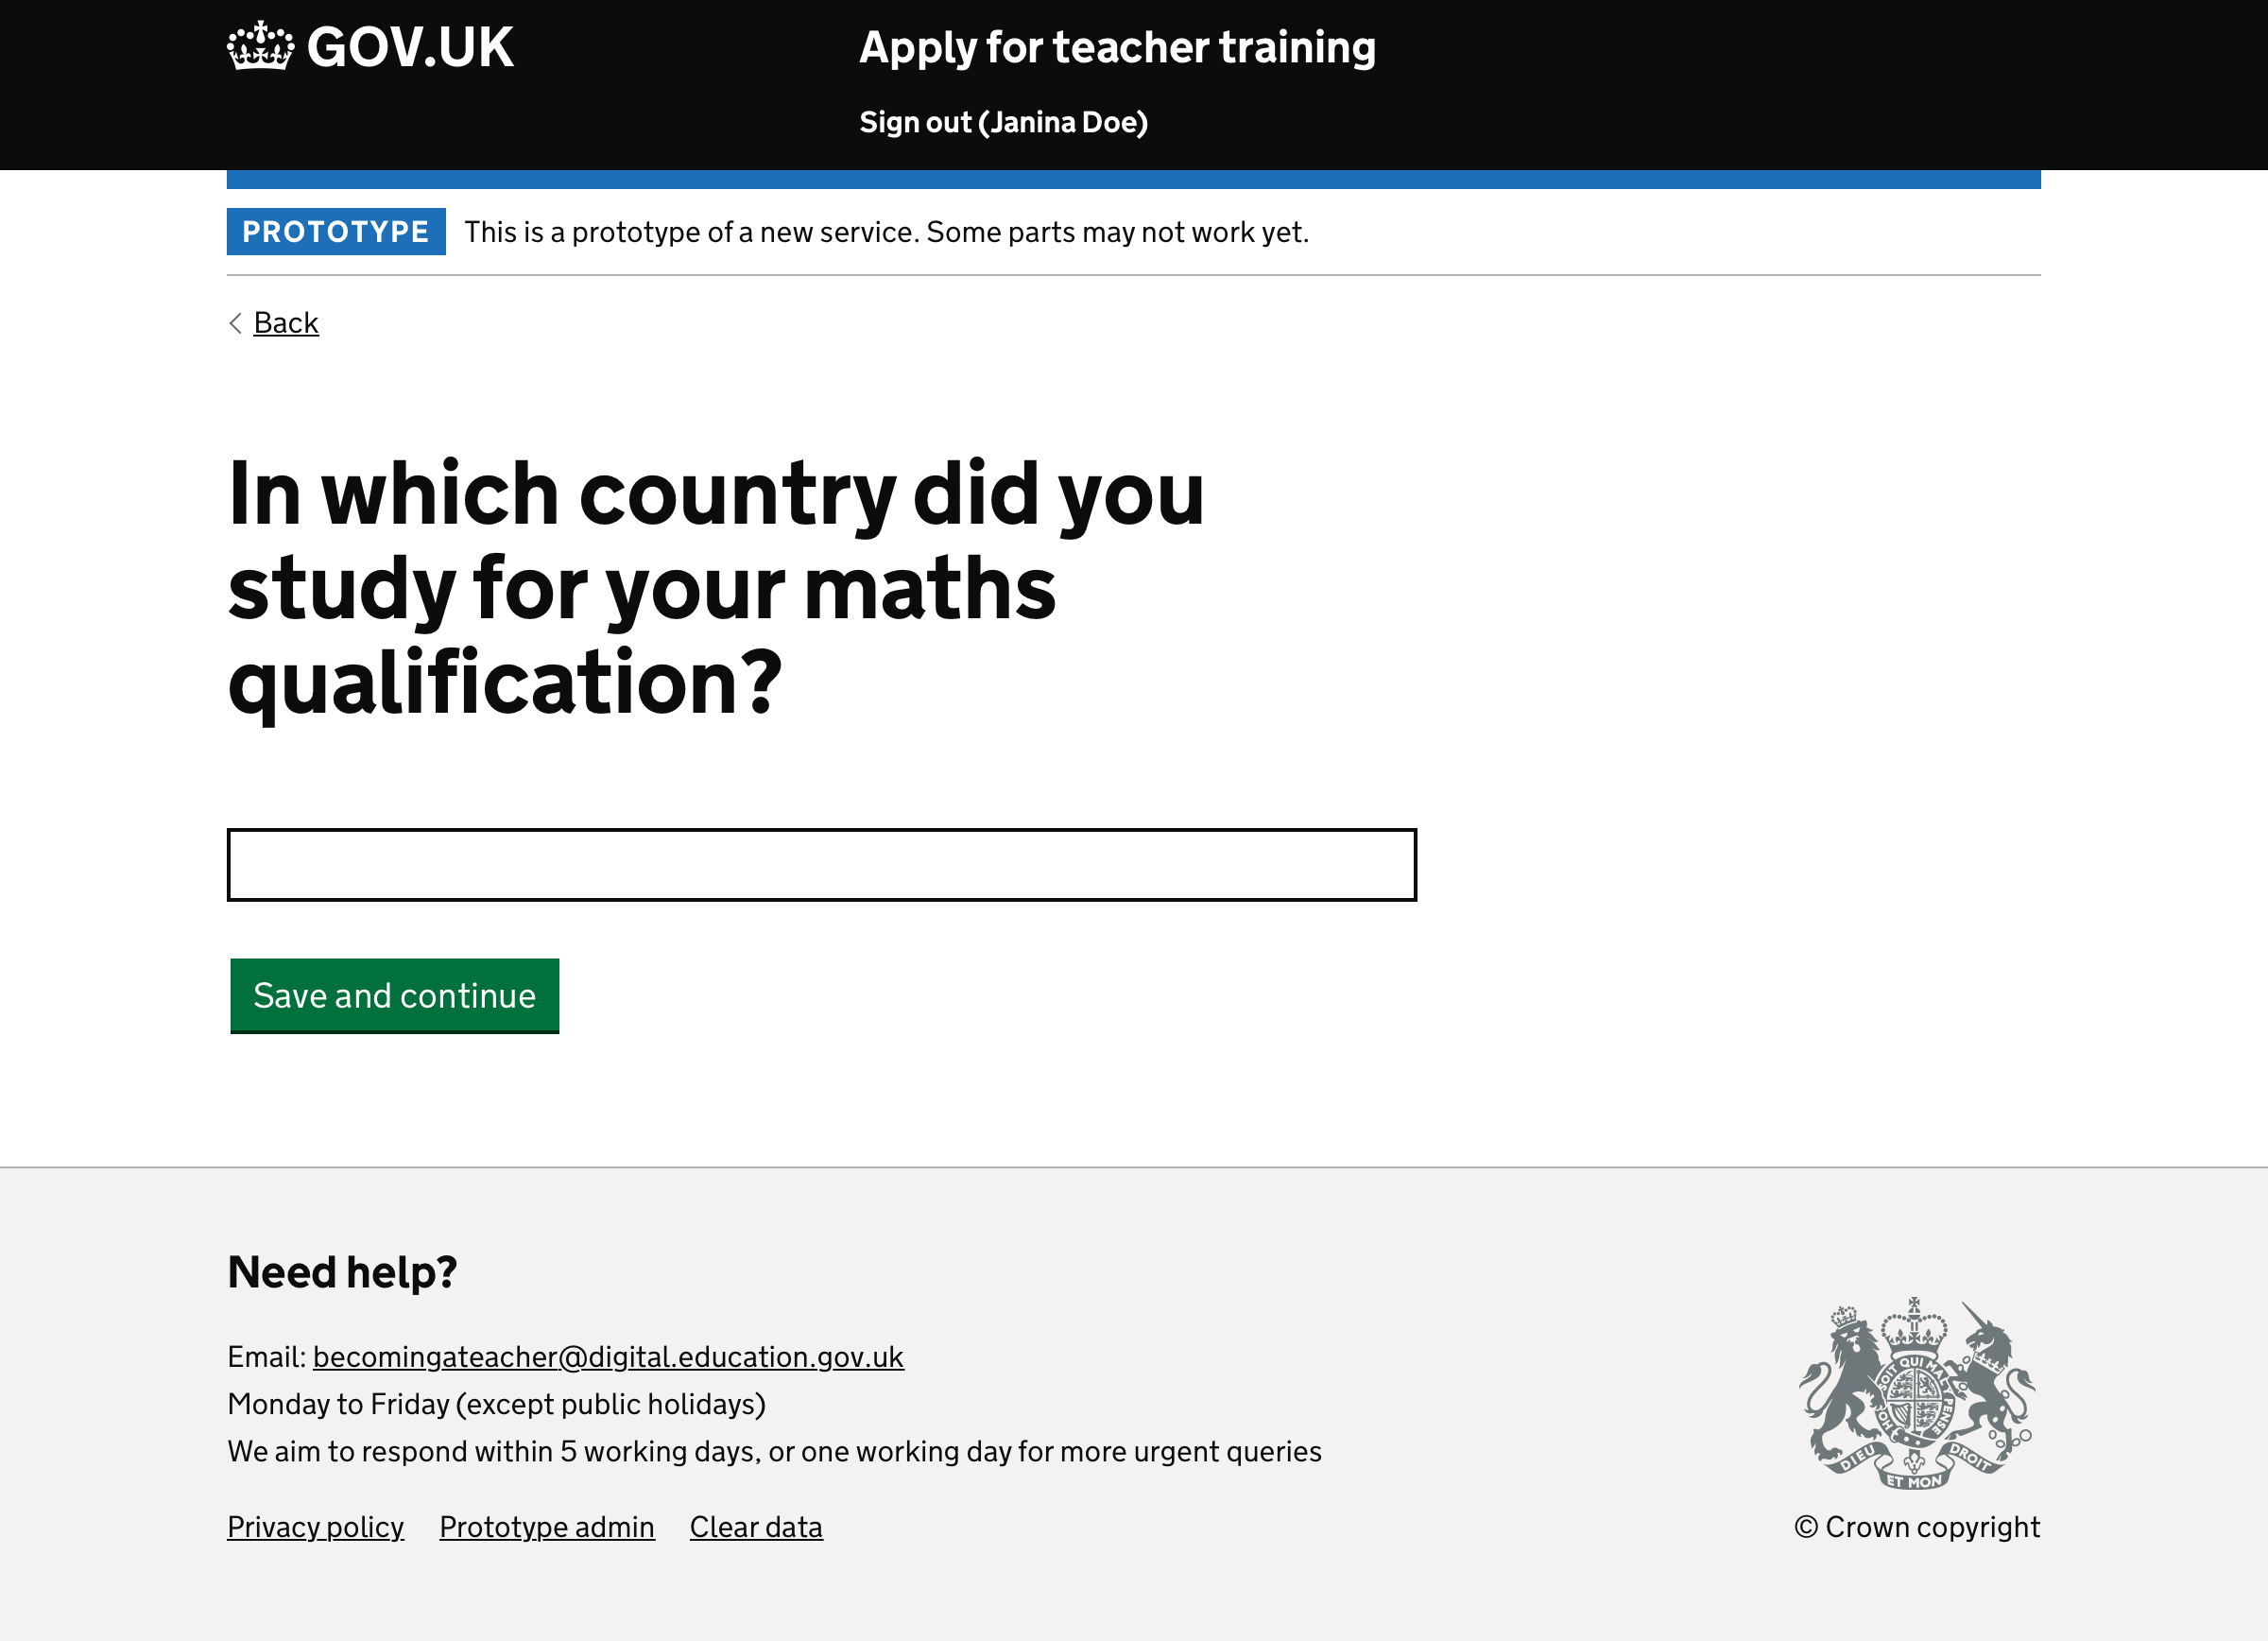 GOV.UK
Apply for teacher training
Sign out (Janina Doe)
PROTOTYPE This is a prototype of a new service. Some parts may not work yet.
Back
In which country did you
study for your maths
qualification?
Save and continue
Need help?
Email: becomingateacher@digital.education.gov.uk
Monday to Friday (except public holidays)
We aim to respond within 5 working days, or one working day for more urgent queries
Privacy policy Prototype admin Clear data
SOIT QUI MAL Y PENSE
HONI
DIEU ET MON DROIT
© Crown copyright